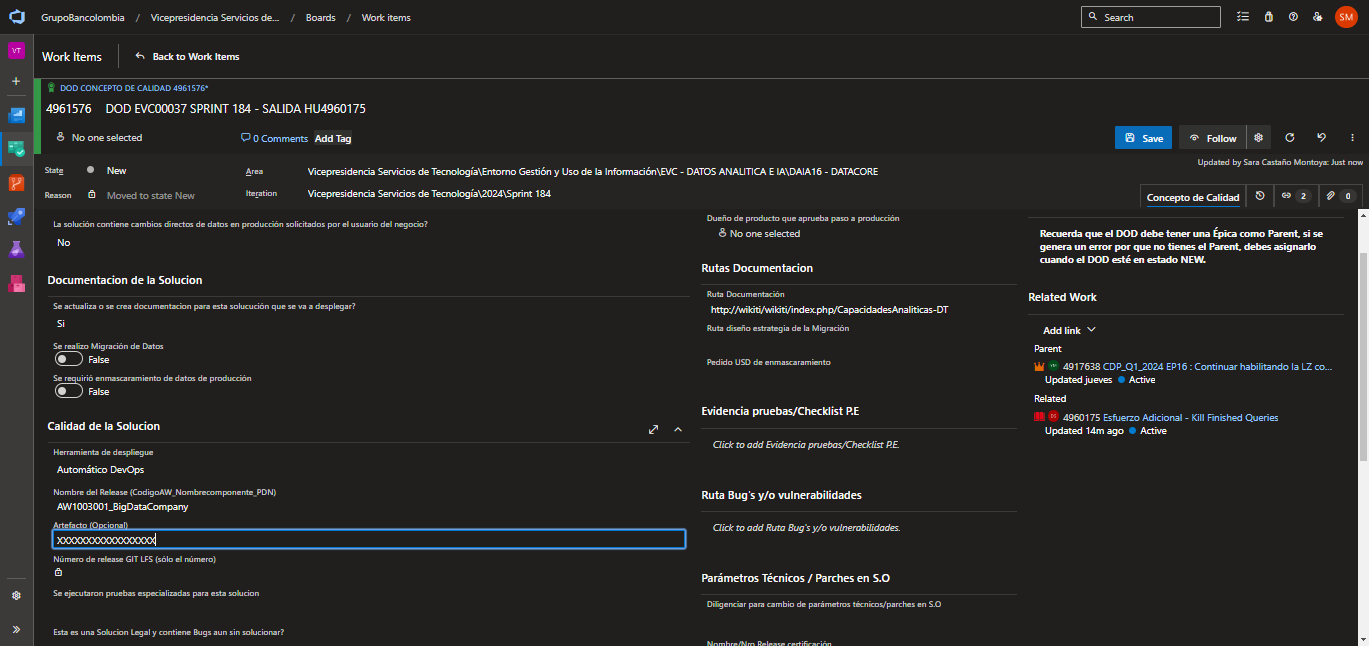 GrupoBancolombia / Vicepresidencia Servicios de... / Boards / Work items
Search
SM
VT
Work Items
Back to Work Items
DOD CONCEPTO DE CALIDAD 4961576*
4961576 DOD EVC00037 SPRINT 184 - SALIDA HU4960175
No one selected
0 Comments
Add Tag
Save
Follow
Updated by Sara Castaño Montoya: Just now
State
New
Area
Vicepresidencia Servicios de Tecnología\Entorno Gestión y Uso de la Información\EVC - DATOS ANALITICA E IA\DAIA16 - DATACORE
Reason
Moved to state New
Iteration
Vicepresidencia Servicios de Tecnología\2024\Sprint 184
Concepto de Calidad
2
0
La solución contiene cambios directos de datos en producción solicitados por el usuario del negocio?
No
Documentacion de la Solucion
Se actualiza o se crea documentacion para esta solucución que se va a desplegar?
Si
Se realizo Migración de Datos
False
Se requirió enmascaramiento de datos de producción
False
Calidad de la Solucion
Herramienta de despliegue
Automático DevOps
Nombre del Release (CodigoAW_Nombrecomponente_PDN)
AW1003001_BigDataCompany
Artefacto (Opcional)
XXXXXXXXXXXXXXXXXX
Número de release GIT LFS (sólo el número)
Se ejecutaron pruebas especializadas para esta solucion
Esta es una Solucion Legal y contiene Bugs aun sin solucionar?
Dueño de producto que aprueba paso a producción
No one selected
Rutas Documentacion
Ruta Documentación
http://wikiti/wikiti/index.php/CapacidadesAnaliticas-DT
Ruta diseño estrategia de la Migración
Pedido USD de enmascaramiento
Evidencia pruebas/Checklist P.E
Click to add Evidencia pruebas/Checklist P.E.
Ruta Bug's y/o vulnerabilidades
Click to add Ruta Bug's y/o vulnerabilidades.
Parámetros Técnicos / Parches en S.O
Diligenciar para cambio de parámetros técnicos/parches en S.O
Nombre/Nro Release certificación
Recuerda que el DOD debe tener una Épica como Parent, si se
genera un error por que no tienes el Parent, debes asignarlo
cuando el DOD esté en estado NEW.
Related Work
Add link
Parent
4917638 CDP_Q1_2024 EP16 : Continuar habilitando la LZ co...
Updated jueves Active
Related
4960175 Esfuerzo Adicional - Kill Finished Queries
Updated 14m ago Active